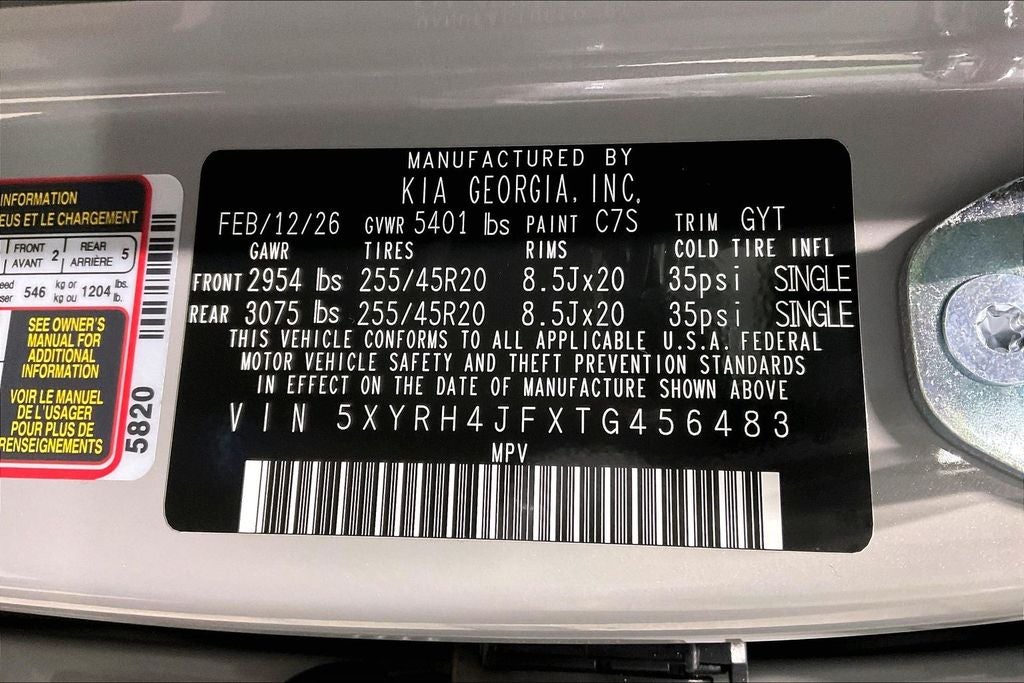 MANUFACTURED BY
KIA GEORGIA, INC.
FEB/12/26 GVWR 5401 lbs PAINT C7S TRIM GYT
GAWR TIRES RIMS COLD TIRE INFL
FRONT 2954 lbs 255/45R20 8.5Jx20 35psi SINGLE
REAR 3075 lbs 255/45R20 8.5Jx20 35psi SINGLE
THIS VEHICLE CONFORMS TO ALL APPLICABLE U.S.A. FEDERAL
MOTOR VEHICLE SAFETY AND THEFT PREVENTION STANDARDS
IN EFFECT ON THE DATE OF MANUFACTURE SHOWN ABOVE
VIN 5XYRH4JFXTG456483
MPV
INFORMATION
ET LE CHARGEMENT
FRONT
AVANT 2
REAR
ARRIÈRE 5
546 kg or
kg ou 1204 lbs.
lb.
SEE OWNER'S
MANUAL FOR
ADDITIONAL
INFORMATION
VOIR LE MANUEL
DE L'USAGER
POUR PLUS DE
RENSEIGNEMENTS
5820